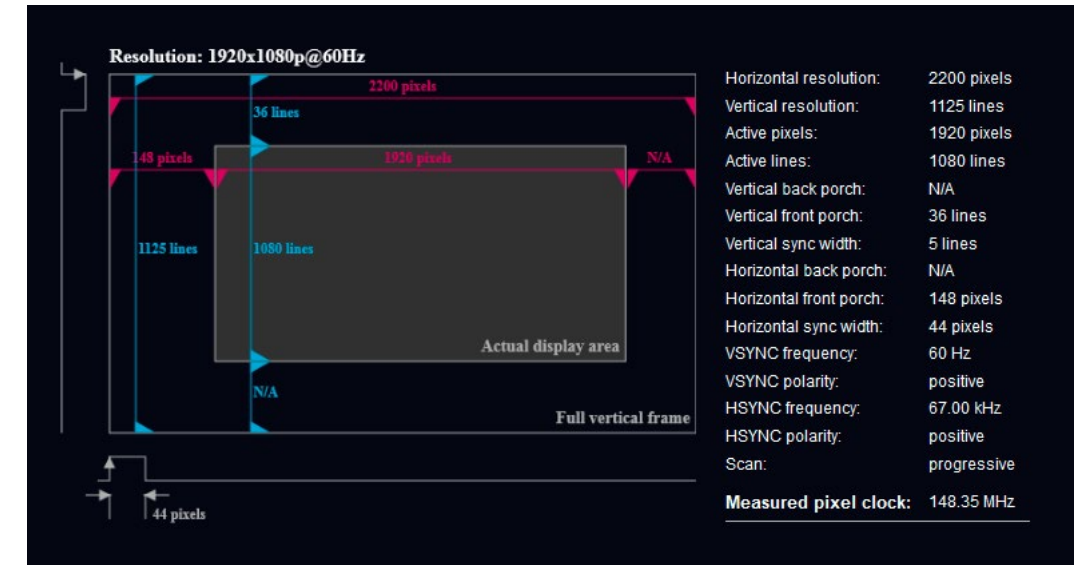 Resolution: 1920x1080p@60Hz
2200 pixels
36 lines
148 pixels
1920 pixels
N/A
1125 lines
1080 lines
Actual display area
N/A
Full vertical frame
44 pixels
Horizontal resolution: 2200 pixels
Vertical resolution: 1125 lines
Active pixels: 1920 pixels
Active lines: 1080 lines
Vertical back porch: N/A
Vertical front porch: 36 lines
Vertical sync width: 5 lines
Horizontal back porch: N/A
Horizontal front porch: 148 pixels
Horizontal sync width: 44 pixels
VSYNC frequency: 60 Hz
VSYNC polarity: positive
HSYNC frequency: 67.00 kHz
HSYNC polarity: positive
Scan: progressive
Measured pixel clock: 148.35 MHz